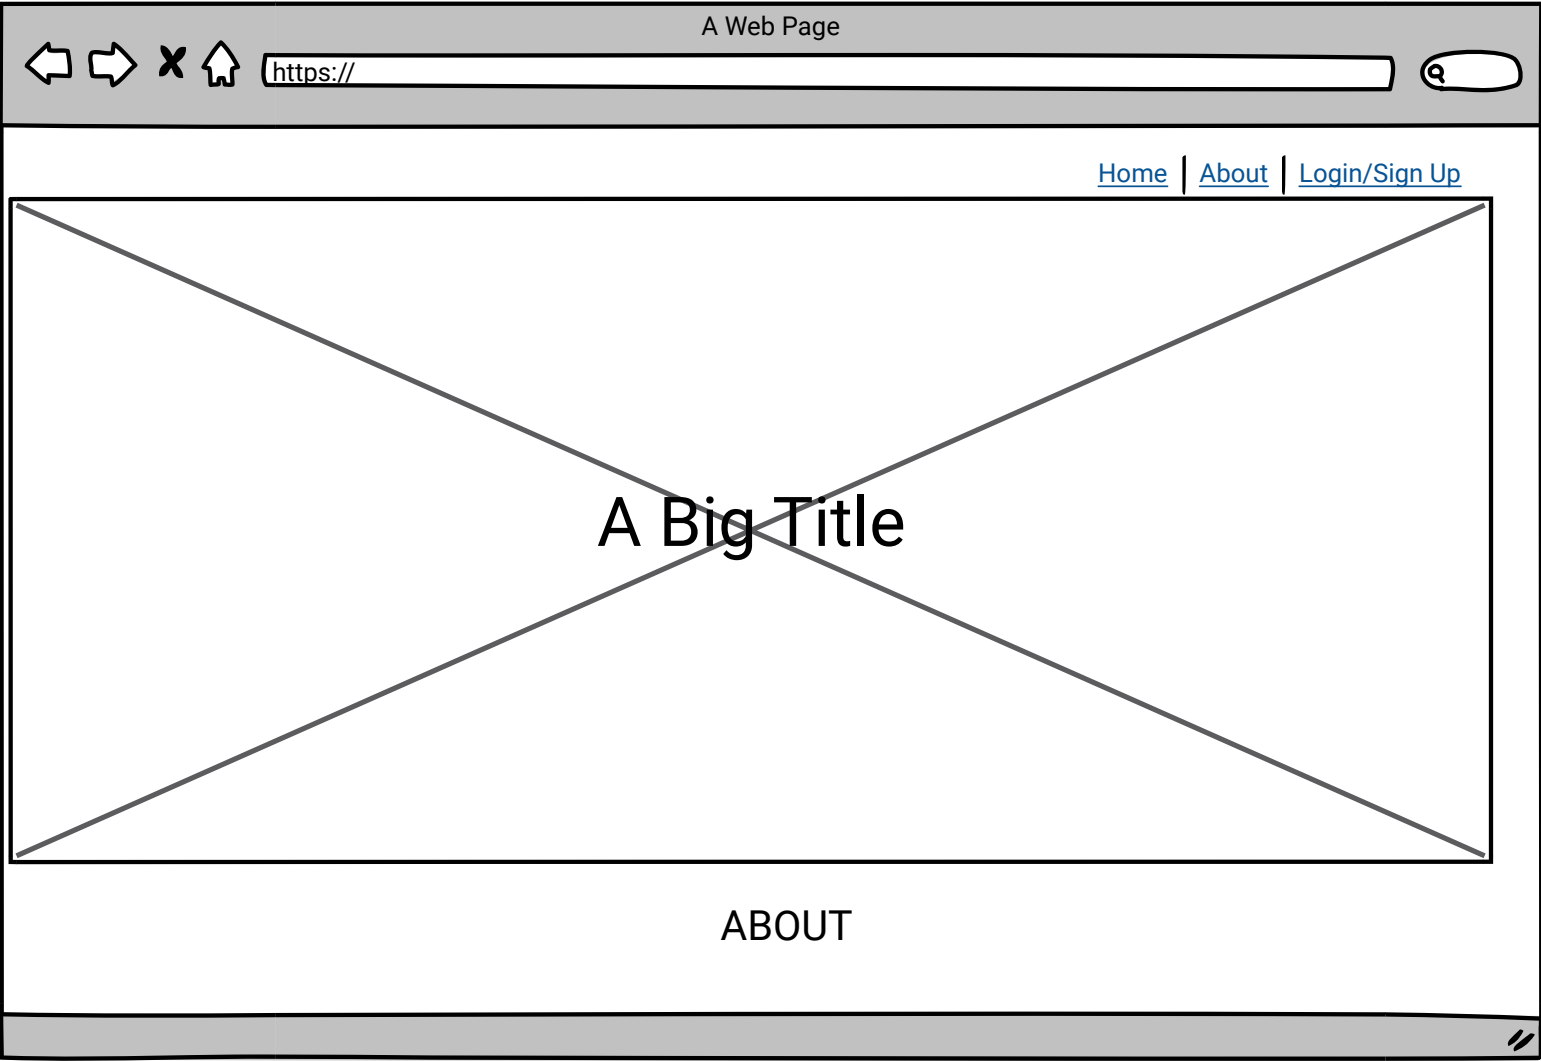 A Web Page
https://
Home
About
Login/Sign Up
A Big Title
ABOUT